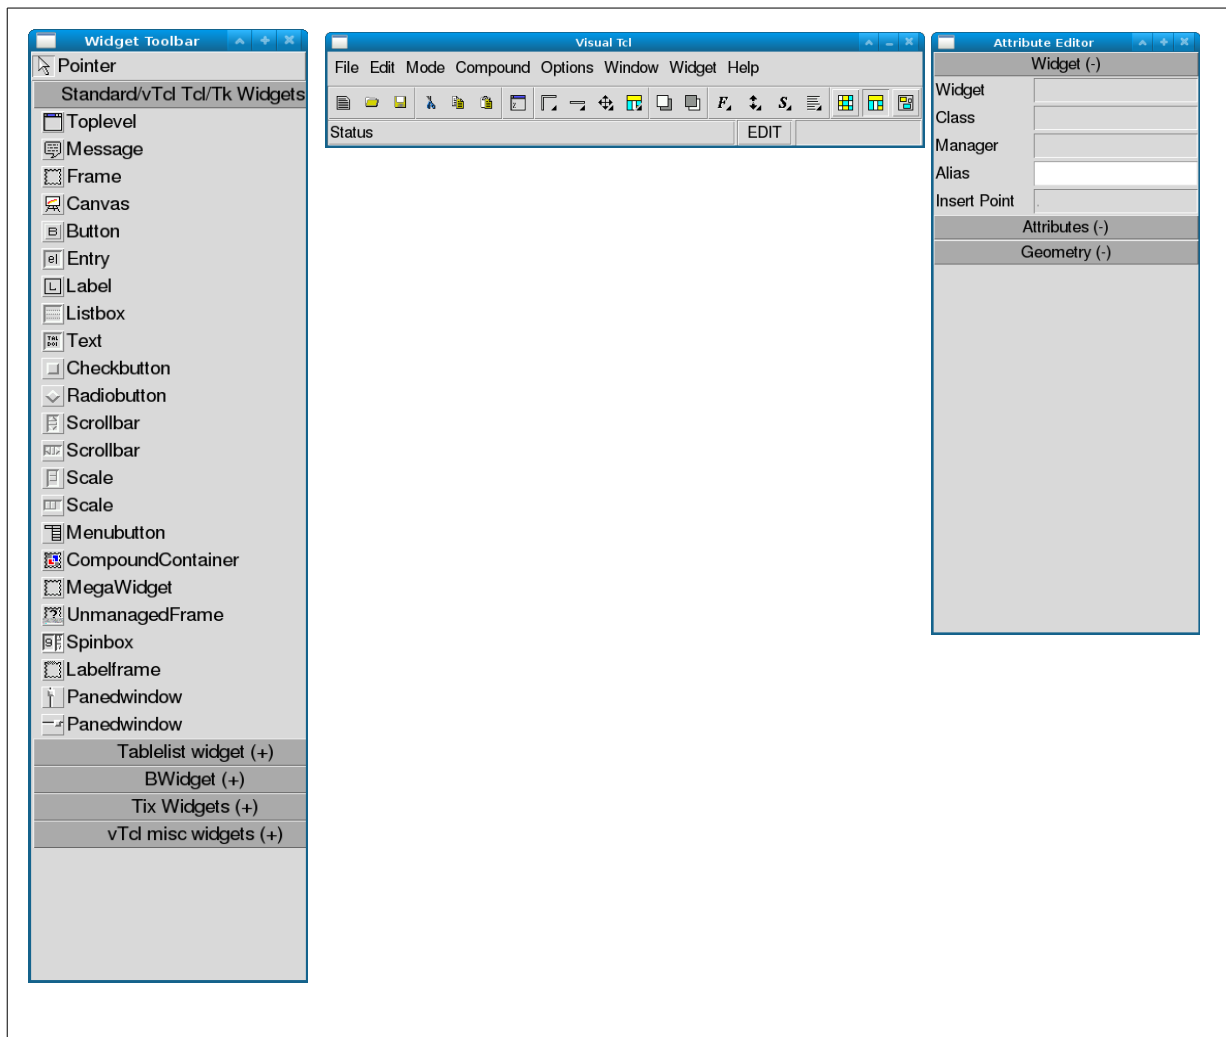 Widget Toolbar
Pointer
Standard/vTcl Tcl/Tk Widgets
Toplevel
Message
Frame
Canvas
Button
Entry
Label
Listbox
Text
Checkbutton
Radiobutton
Scrollbar
Scrollbar
Scale
Scale
Menubutton
CompoundContainer
MegaWidget
UnmanagedFrame
Spinbox
Labelframe
Panedwindow
Panedwindow
Tablelist widget (+)
BWidget (+)
Tix Widgets (+)
vTcl misc widgets (+)
Visual Tcl
File Edit Mode Compound Options Window Widget Help
Status EDIT
Attribute Editor
Widget (-)
Widget
Class
Manager
Alias
Insert Point .
Attributes (-)
Geometry (-)